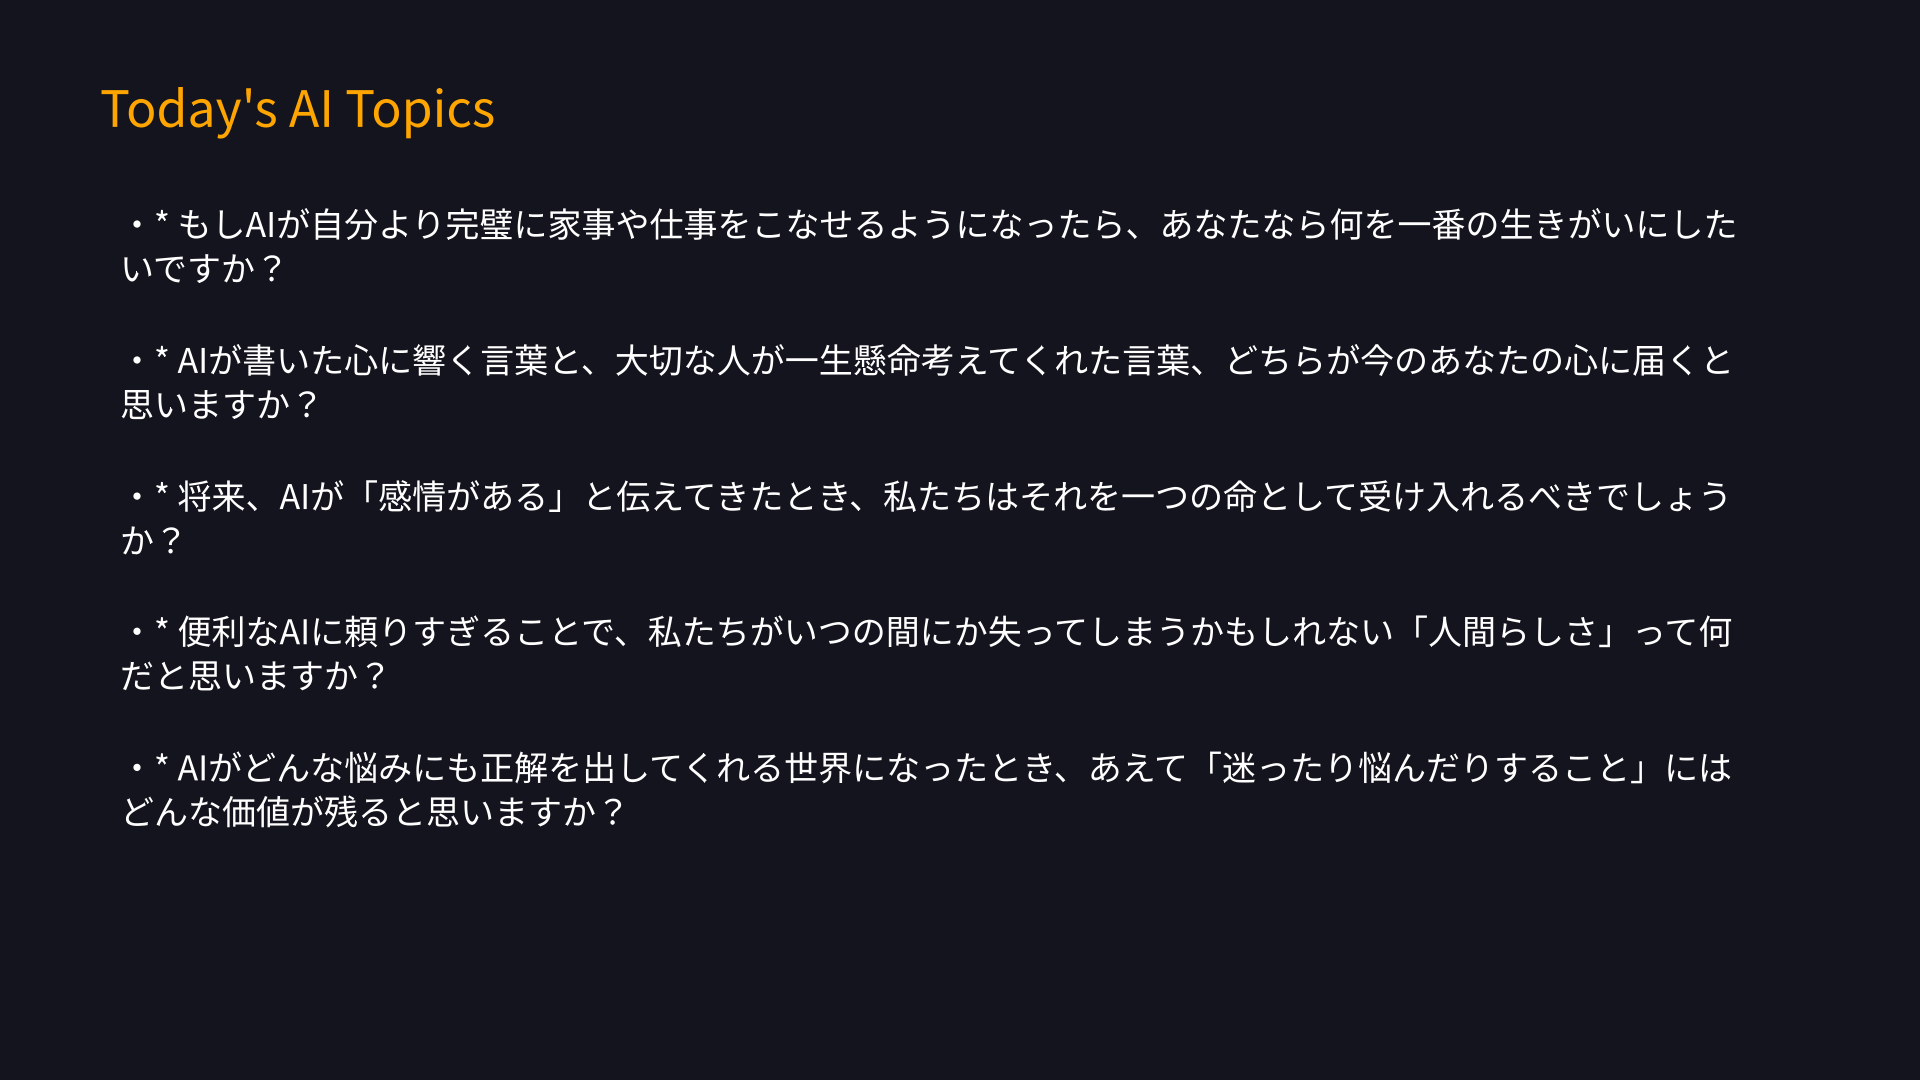 Today's AI Topics
・* もしAIが自分より完璧に家事や仕事をこなせるようになったら、あなたなら何を一番の生きがいにした
いですか？
・* AIが書いた心に響く言葉と、大切な人が一生懸命考えてくれた言葉、どちらが今のあなたの心に届くと
思いますか？
・* 将来、AIが「感情がある」と伝えてきたとき、私たちはそれを一つの命として受け入れるべきでしょう
か？
・* 便利なAIに頼りすぎることで、私たちがいつの間にか失ってしまうかもしれない「人間らしさ」って何
だと思いますか？
・* AIがどんな悩みにも正解を出してくれる世界になったとき、あえて「迷ったり悩んだりすること」には
どんな価値が残ると思いますか？